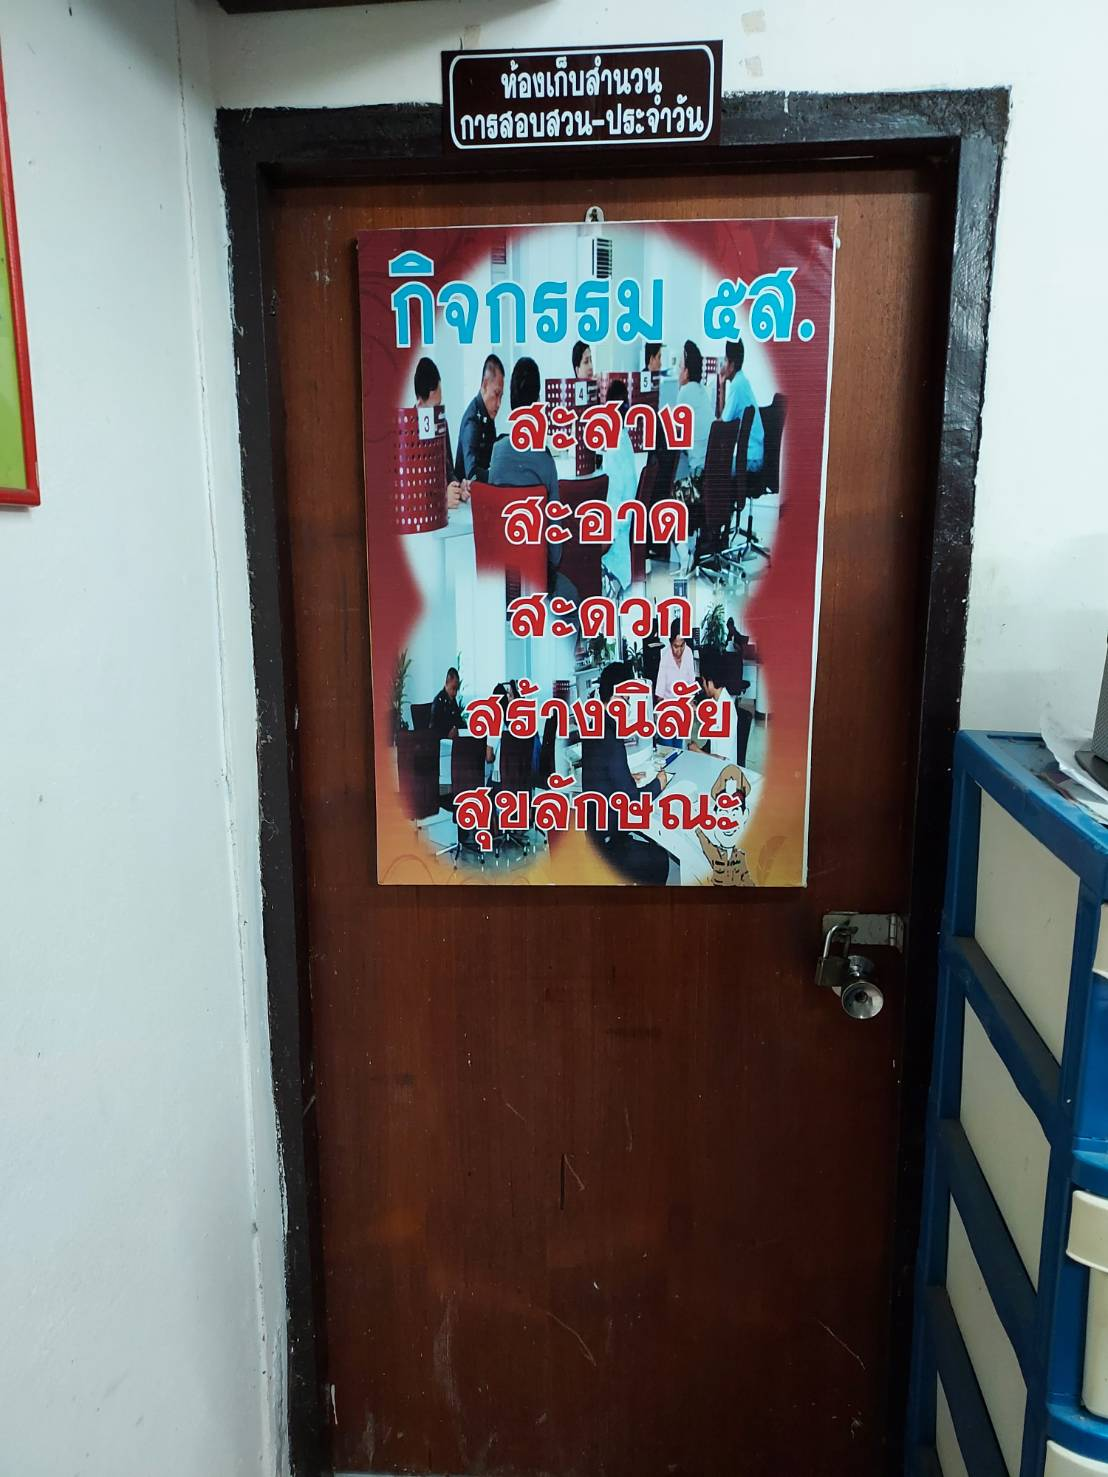 ห้องเก็บสำนวน
การสอบสวน-ประจำวัน
กิจกรรม ๕ส.
3
4
5
สะสาง
สะอาด
สะดวก
สร้างนิสัย
สุขลักษณะ